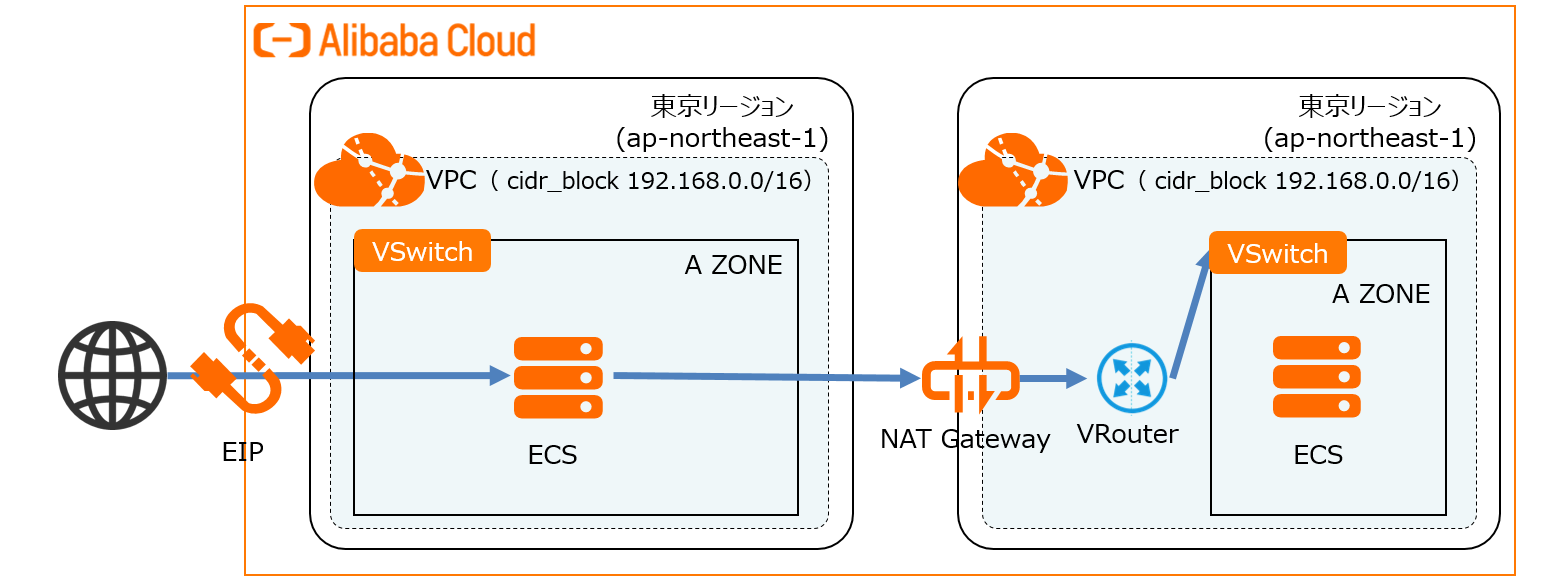 Alibaba Cloud
東京リージョン
(ap-northeast-1)
VPC（ cidr_block 192.168.0.0/16）
VSwitch
A ZONE
EIP
ECS
東京リージョン
(ap-northeast-1)
VPC（ cidr_block 192.168.0.0/16）
VSwitch
A ZONE
NAT Gateway
VRouter
ECS